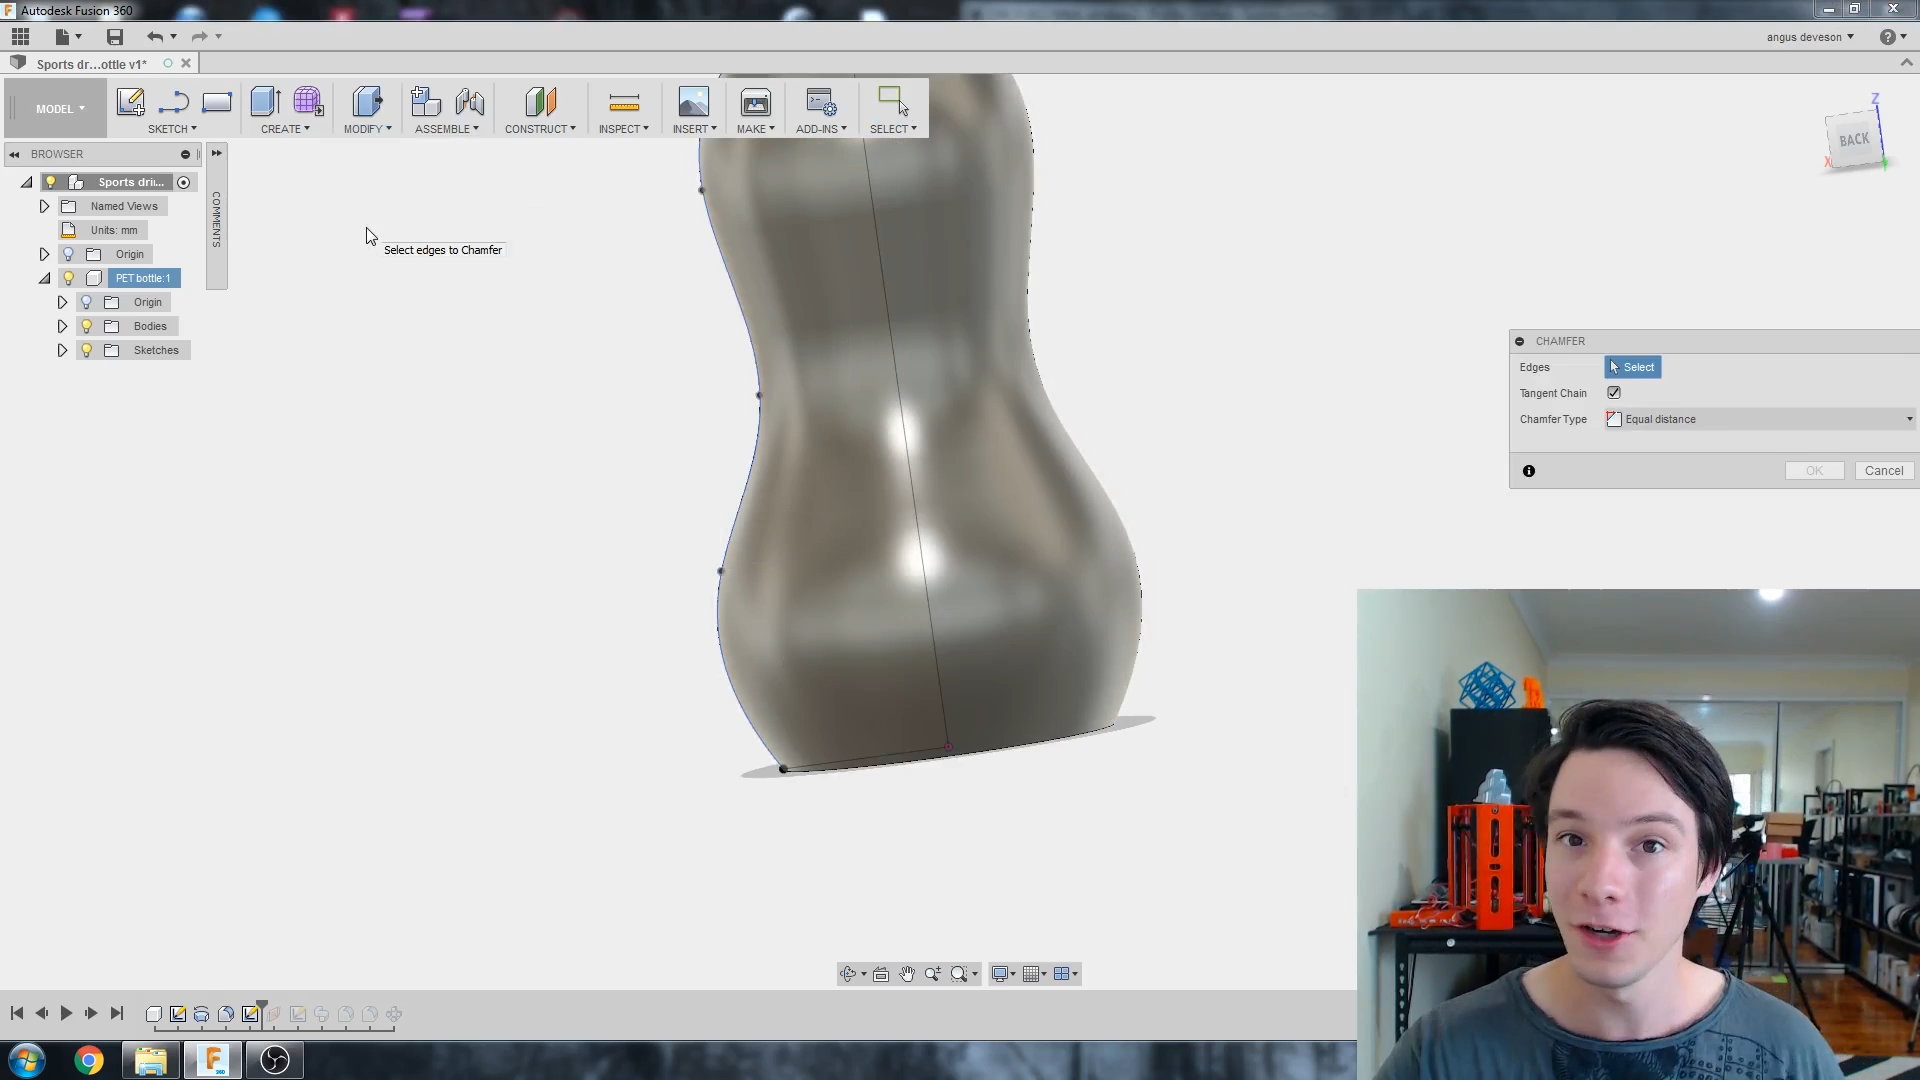 Autodesk Fusion 360
angus deveson
Sports dr...ottle v1*
MODEL
SKETCH
CREATE
MODIFY
ASSEMBLE
CONSTRUCT
INSPECT
INSERT
MAKE
ADD-INS
SELECT
BROWSER
COMMENTS
Sports dri...
Named Views
Units: mm
Origin
PET bottle:1
Origin
Bodies
Sketches
Select edges to Chamfer
Z
BACK
X
Y
CHAMFER
Edges
Select
Tangent Chain
Chamfer Type
Equal distance
OK
Cancel
F
360